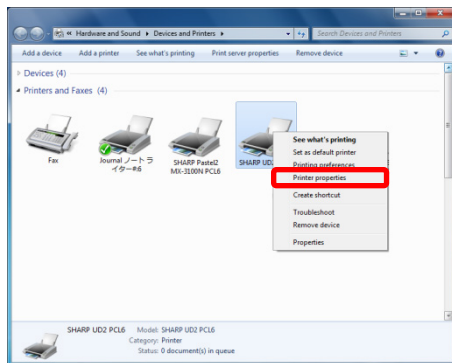 Hardware and Sound ▸ Devices and Printers ▸
Search Devices and Printers
Add a device Add a printer See what's printing Print server properties Remove device
Devices (4)
Printers and Faxes (4)
Fax
Journal ノート ラ
イター#:6
SHARP Pastel2
MX-3100N PCL6
SHARP UD2
See what's printing
Set as default printer
Printing preferences
Printer properties
Create shortcut
Troubleshoot
Remove device
Properties
SHARP UD2 PCL6 Model: SHARP UD2 PCL6
Category: Printer
Status: 0 document(s) in queue